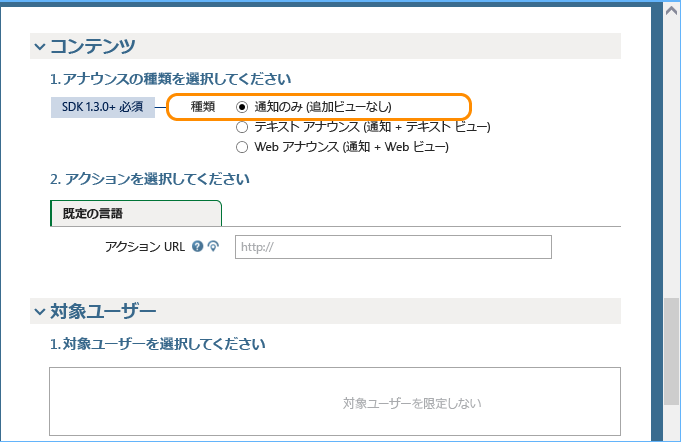 コンテンツ
1. アナウンスの種類を選択してください
SDK 1.3.0+ 必須 種類 通知のみ (追加ビューなし)
テキスト アナウンス (通知 + テキスト ビュー)
Web アナウンス (通知 + Web ビュー)
2. アクションを選択してください
既定の言語
アクション URL ? http://
対象ユーザー
1. 対象ユーザーを選択してください
対象ユーザーを限定しない